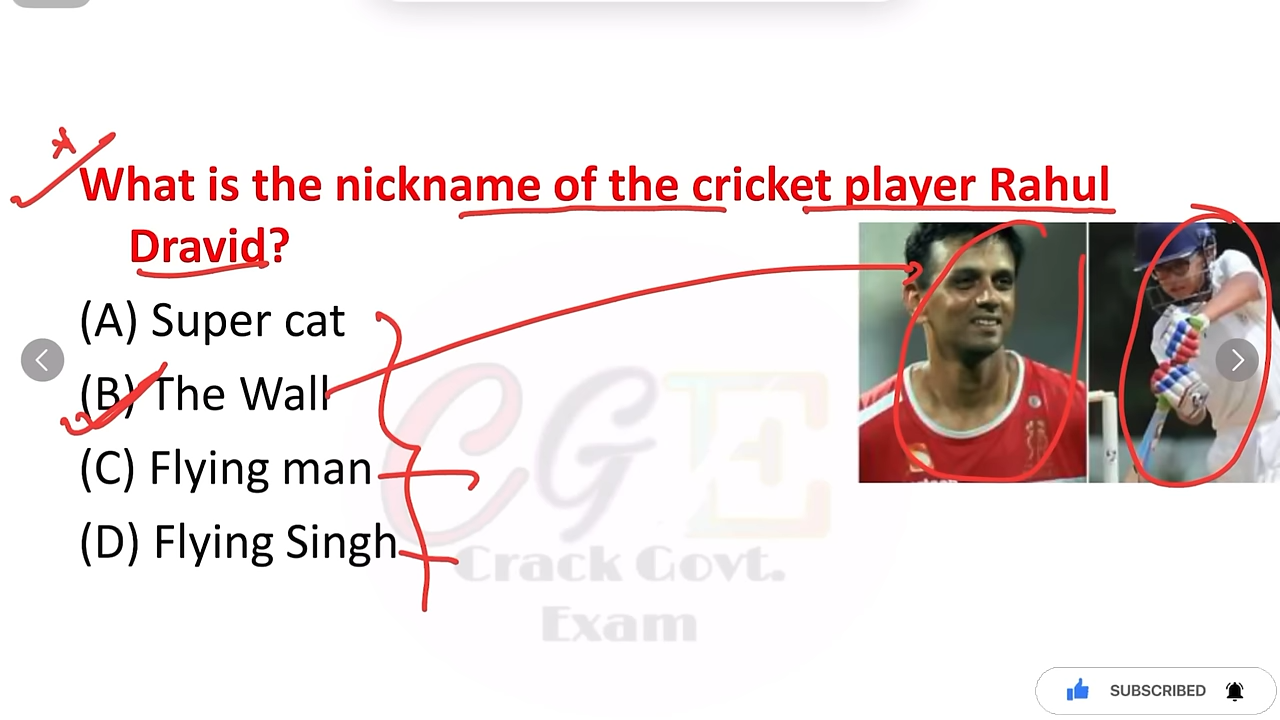 What is the nickname of the cricket player Rahul
Dravid?
(A) Super cat
(B) The Wall
(C) Flying man
(D) Flying Singh
CGE
Crack Govt.
Exam
SUBSCRIBED